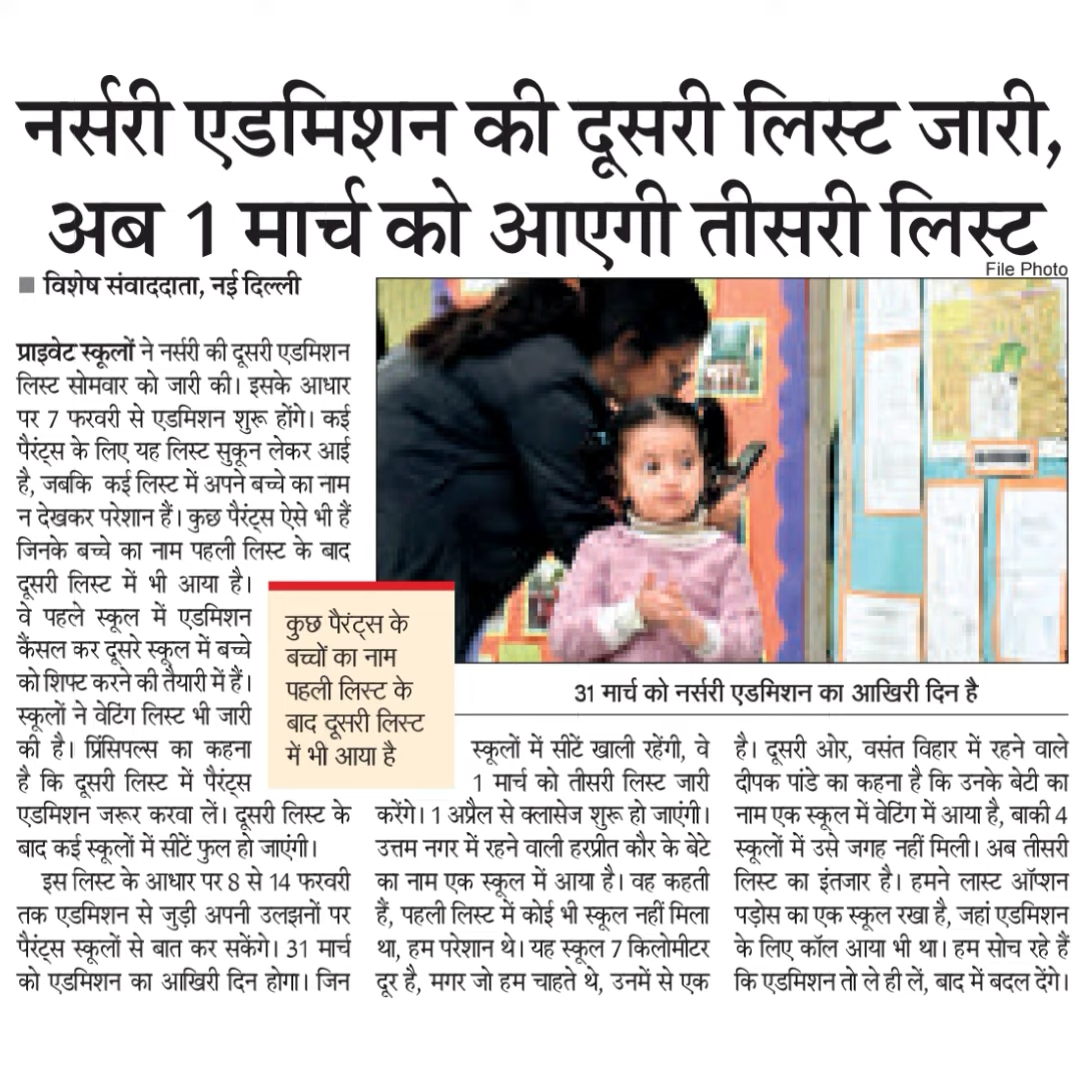 नर्सरी एडमिशन की दूसरी लिस्ट जारी,
अब 1 मार्च को आएगी तीसरी लिस्ट
File Photo
■ विशेष संवाददाता, नई दिल्ली
प्राइवेट स्कूलों ने नर्सरी की दूसरी एडमिशन
लिस्ट सोमवार को जारी की। इसके आधार
पर 7 फरवरी से एडमिशन शुरू होंगे। कई
पैरंट्स के लिए यह लिस्ट सुकून लेकर आई
है, जबकि कई लिस्ट में अपने बच्चे का नाम
न देखकर परेशान हैं। कुछ पैरंट्स ऐसे भी हैं
जिनके बच्चे का नाम पहली लिस्ट के बाद
दूसरी लिस्ट में भी आया है।
वे पहले स्कूल में एडमिशन
कैंसल कर दूसरे स्कूल में बच्चे
को शिफ्ट करने की तैयारी में हैं।
स्कूलों ने वेटिंग लिस्ट भी जारी
की है। प्रिंसिपल्स का कहना
है कि दूसरी लिस्ट में पैरंट्स
एडमिशन जरूर करवा लें। दूसरी लिस्ट के
बाद कई स्कूलों में सीटें फुल हो जाएंगी।
इस लिस्ट के आधार पर 8 से 14 फरवरी
तक एडमिशन से जुड़ी अपनी उलझनों पर
पैरंट्स स्कूलों से बात कर सकेंगे। 31 मार्च
को एडमिशन का आखिरी दिन होगा। जिन
कुछ पैरंट्स के
बच्चों का नाम
पहली लिस्ट के
बाद दूसरी लिस्ट
में भी आया है
31 मार्च को नर्सरी एडमिशन का आखिरी दिन है
स्कूलों में सीटें खाली रहेंगी, वे
1 मार्च को तीसरी लिस्ट जारी
करेंगे। 1 अप्रैल से क्लासेज शुरू हो जाएंगी।
उत्तम नगर में रहने वाली हरप्रीत कौर के बेटे
का नाम एक स्कूल में आया है। वह कहती
हैं, पहली लिस्ट में कोई भी स्कूल नहीं मिला
था, हम परेशान थे। यह स्कूल 7 किलोमीटर
दूर है, मगर जो हम चाहते थे, उनमें से एक
है। दूसरी ओर, वसंत विहार में रहने वाले
दीपक पांडे का कहना है कि उनके बेटी का
नाम एक स्कूल में वेटिंग में आया है, बाकी 4
स्कूलों में उसे जगह नहीं मिली। अब तीसरी
लिस्ट का इंतजार है। हमने लास्ट ऑप्शन
पड़ोस का एक स्कूल रखा है, जहां एडमिशन
के लिए कॉल आया भी था। हम सोच रहे हैं
कि एडमिशन तो ले ही लें, बाद में बदल देंगे।